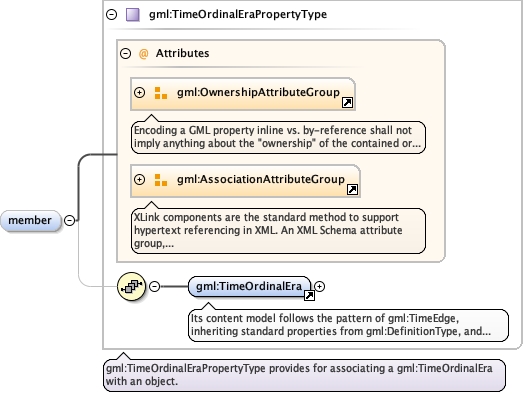 gml:TimeOrdinalEraPropertyType
@ Attributes
gml:OwnershipAttributeGroup
Encoding a GML property inline vs. by-reference shall not
imply anything about the "ownership" of the contained or...
gml:AssociationAttributeGroup
XLink components are the standard method to support
hypertext referencing in XML. An XML Schema attribute
group,...
member
gml:TimeOrdinalEra
Its content model follows the pattern of gml:TimeEdge,
inheriting standard properties from gml:DefinitionType, and...
gml:TimeOrdinalEraPropertyType provides for associating a gml:TimeOrdinalEra
with an object.